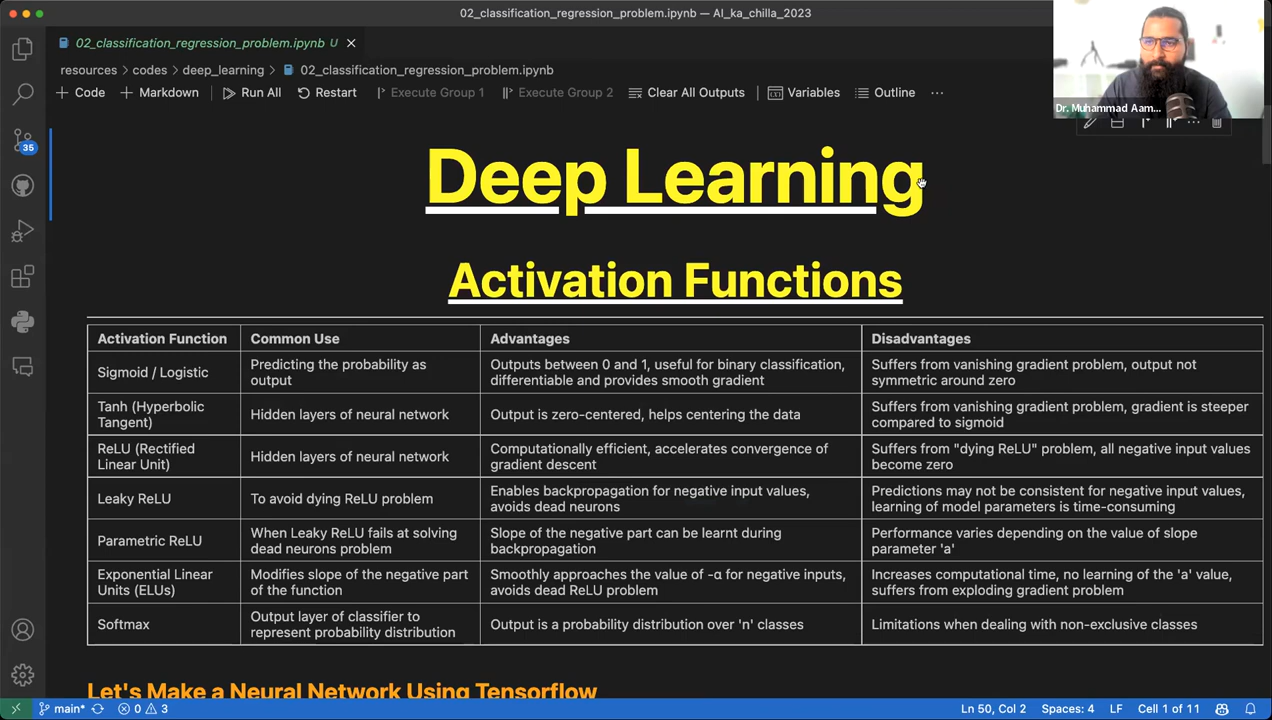 02_classification_regression_problem.ipynb — AI_ka_chilla_2023
02_classification_regression_problem.ipynb U
resources > codes > deep_learning > 02_classification_regression_problem.ipynb
+ Code + Markdown Run All Restart Execute Group 1 Execute Group 2 Clear All Outputs Variables Outline ...
Dr. Muhammad Aam...
35
Deep Learning
Activation Functions
Activation Function Common Use Advantages Disadvantages
Sigmoid / Logistic
Predicting the probability as
output
Outputs between 0 and 1, useful for binary classification,
differentiable and provides smooth gradient
Suffers from vanishing gradient problem, output not
symmetric around zero
Tanh (Hyperbolic
Tangent)
Hidden layers of neural network
Output is zero-centered, helps centering the data
Suffers from vanishing gradient problem, gradient is steeper
compared to sigmoid
ReLU (Rectified
Linear Unit)
Hidden layers of neural network
Computationally efficient, accelerates convergence of
gradient descent
Suffers from "dying ReLU" problem, all negative input values
become zero
Leaky ReLU
To avoid dying ReLU problem
Enables backpropagation for negative input values,
avoids dead neurons
Predictions may not be consistent for negative input values,
learning of model parameters is time-consuming
Parametric ReLU
When Leaky ReLU fails at solving
dead neurons problem
Slope of the negative part can be learnt during
backpropagation
Performance varies depending on the value of slope
parameter 'a'
Exponential Linear
Units (ELUs)
Modifies slope of the negative part
of the function
Smoothly approaches the value of -α for negative inputs,
avoids dead ReLU problem
Increases computational time, no learning of the 'a' value,
suffers from exploding gradient problem
Softmax
Output layer of classifier to
represent probability distribution
Output is a probability distribution over 'n' classes
Limitations when dealing with non-exclusive classes
Let's Make a Neural Network Using Tensorflow
main* 0 3 Ln 50, Col 2 Spaces: 4 LF Cell 1 of 11